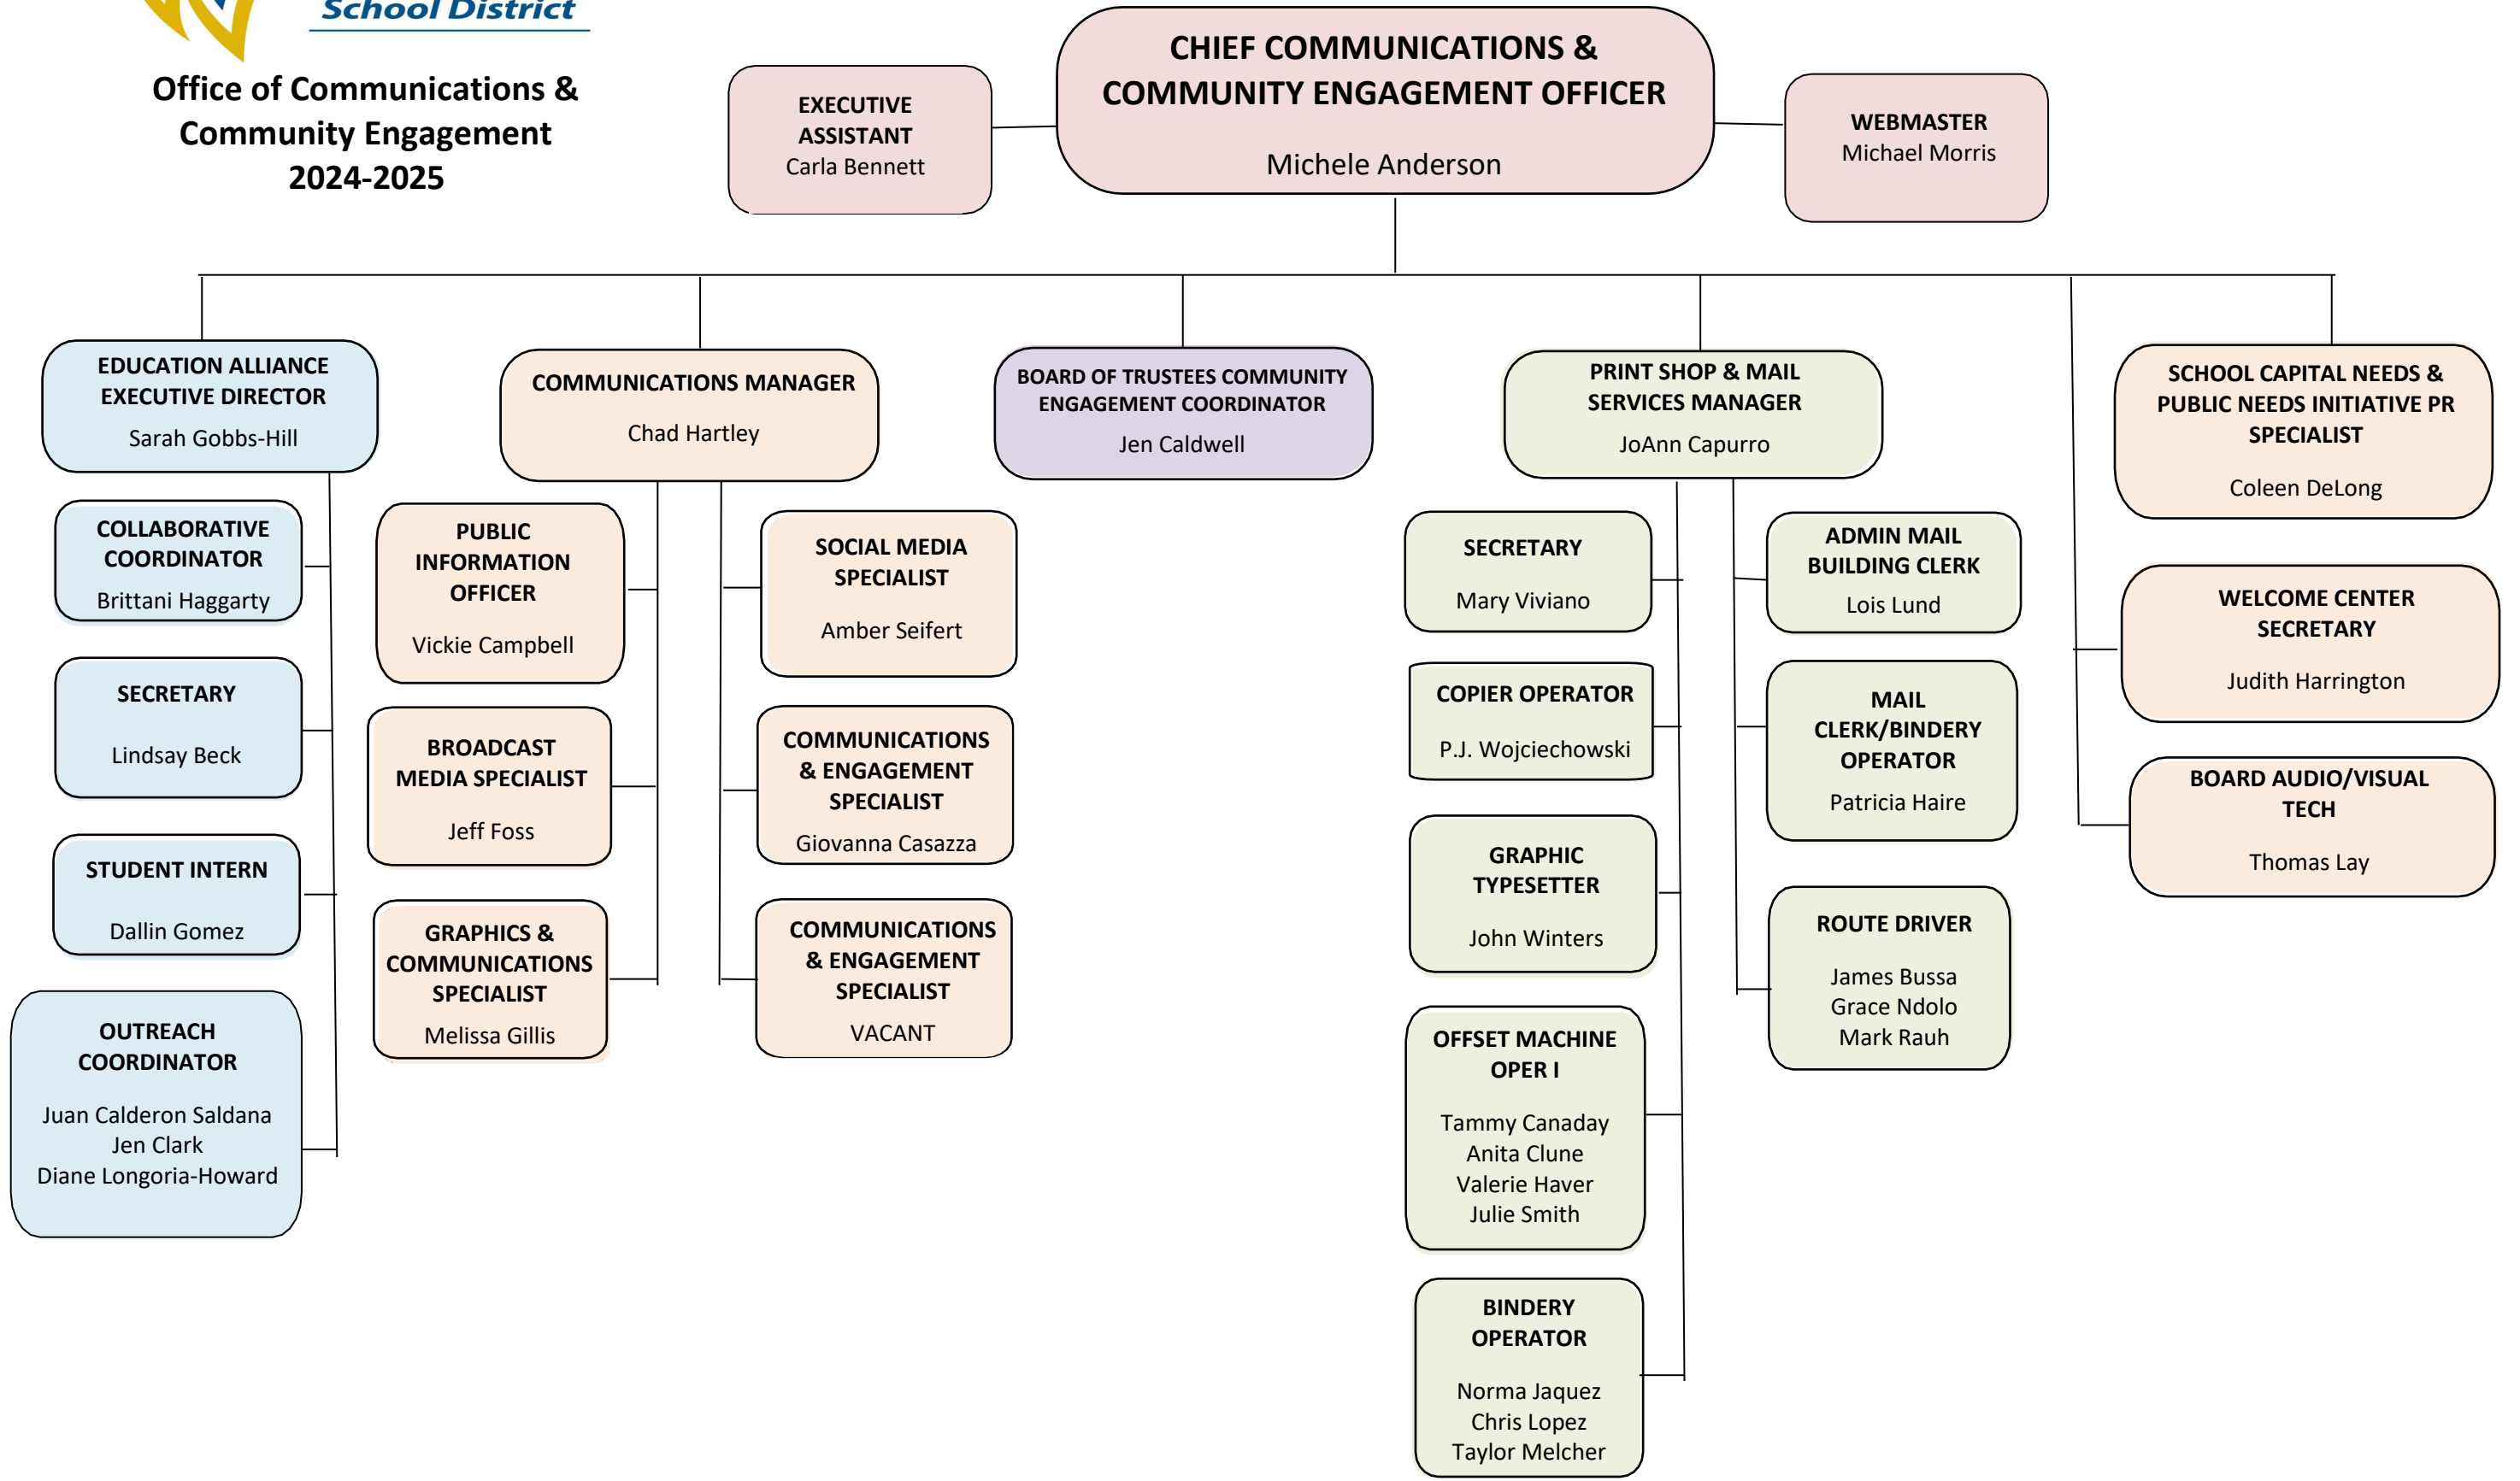 School District
Office of Communications &
Community Engagement
2024-2025
CHIEF COMMUNICATIONS &
COMMUNITY ENGAGEMENT OFFICER
Michele Anderson
EXECUTIVE
ASSISTANT
Carla Bennett
WEBMASTER
Michael Morris
EDUCATION ALLIANCE
EXECUTIVE DIRECTOR
Sarah Gobbs-Hill
COMMUNICATIONS MANAGER
Chad Hartley
BOARD OF TRUSTEES COMMUNITY
ENGAGEMENT COORDINATOR
Jen Caldwell
PRINT SHOP & MAIL
SERVICES MANAGER
JoAnn Capurro
SCHOOL CAPITAL NEEDS &
PUBLIC NEEDS INITIATIVE PR
SPECIALIST
Coleen DeLong
COLLABORATIVE
COORDINATOR
Brittani Haggarty
SECRETARY
Lindsay Beck
STUDENT INTERN
Dallin Gomez
OUTREACH
COORDINATOR
Juan Calderon Saldana
Jen Clark
Diane Longoria-Howard
PUBLIC
INFORMATION
OFFICER
Vickie Campbell
BROADCAST
MEDIA SPECIALIST
Jeff Foss
GRAPHICS &
COMMUNICATIONS
SPECIALIST
Melissa Gillis
SOCIAL MEDIA
SPECIALIST
Amber Seifert
COMMUNICATIONS
& ENGAGEMENT
SPECIALIST
Giovanna Casazza
COMMUNICATIONS
& ENGAGEMENT
SPECIALIST
VACANT
SECRETARY
Mary Viviano
COPIER OPERATOR
P.J. Wojciechowski
GRAPHIC
TYPESETTER
John Winters
OFFSET MACHINE
OPER I
Tammy Canaday
Anita Clune
Valerie Haver
Julie Smith
BINDERY
OPERATOR
Norma Jaquez
Chris Lopez
Taylor Melcher
ADMIN MAIL
BUILDING CLERK
Lois Lund
MAIL
CLERK/BINDERY
OPERATOR
Patricia Haire
ROUTE DRIVER
James Bussa
Grace Ndolo
Mark Rauh
WELCOME CENTER
SECRETARY
Judith Harrington
BOARD AUDIO/VISUAL
TECH
Thomas Lay